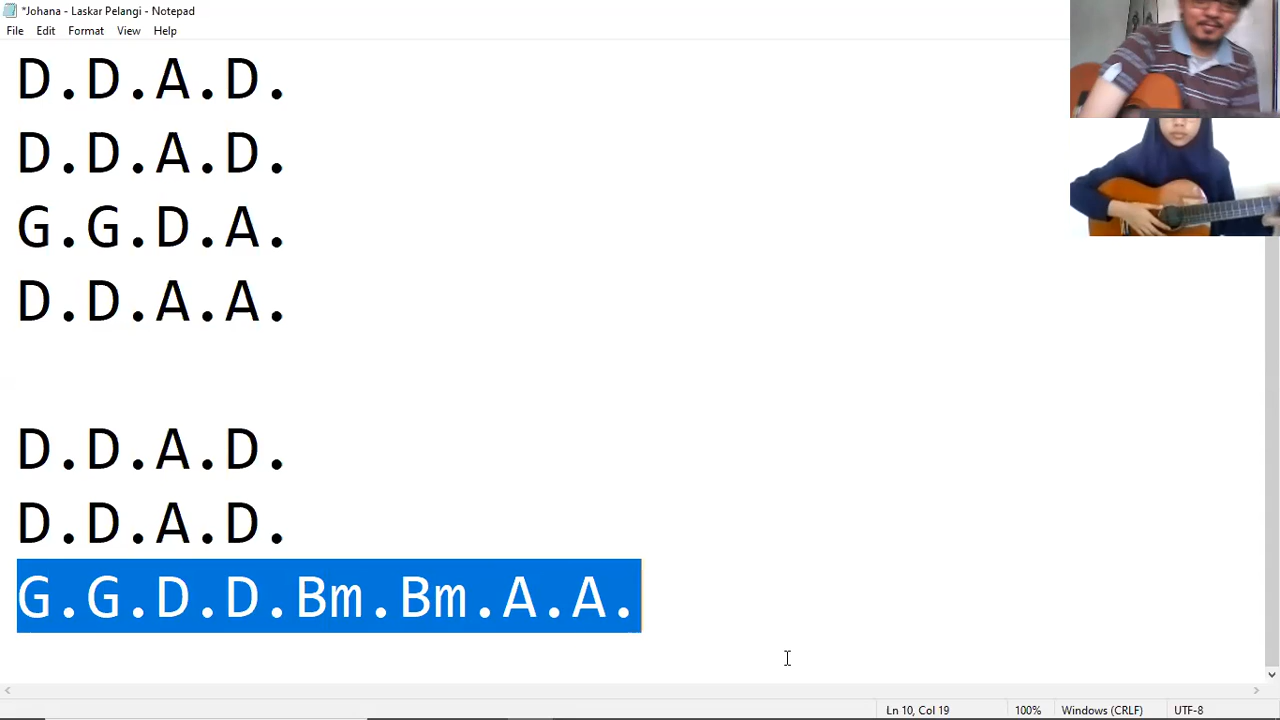 *Johana - Laskar Pelangi - Notepad
File Edit Format View Help
D.D.A.D.
D.D.A.D.
G.G.D.A.
D.D.A.A.
D.D.A.D.
D.D.A.D.
G.G.D.D.Bm.Bm.A.A.
Ln 10, Col 19 100% Windows (CRLF) UTF-8